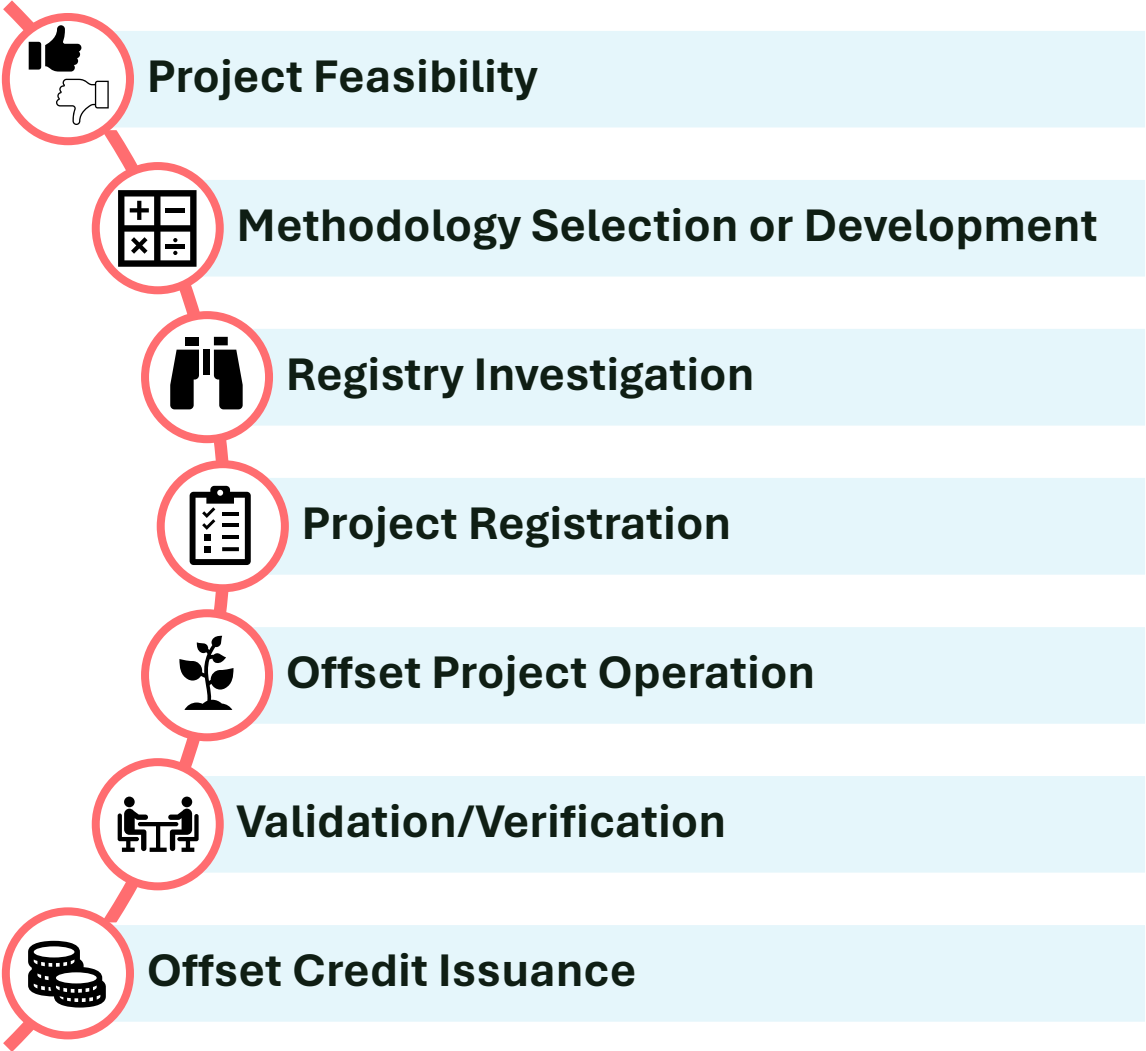 Project Feasibility
Methodology Selection or Development
Registry Investigation
Project Registration
Offset Project Operation
Validation/Verification
Offset Credit Issuance